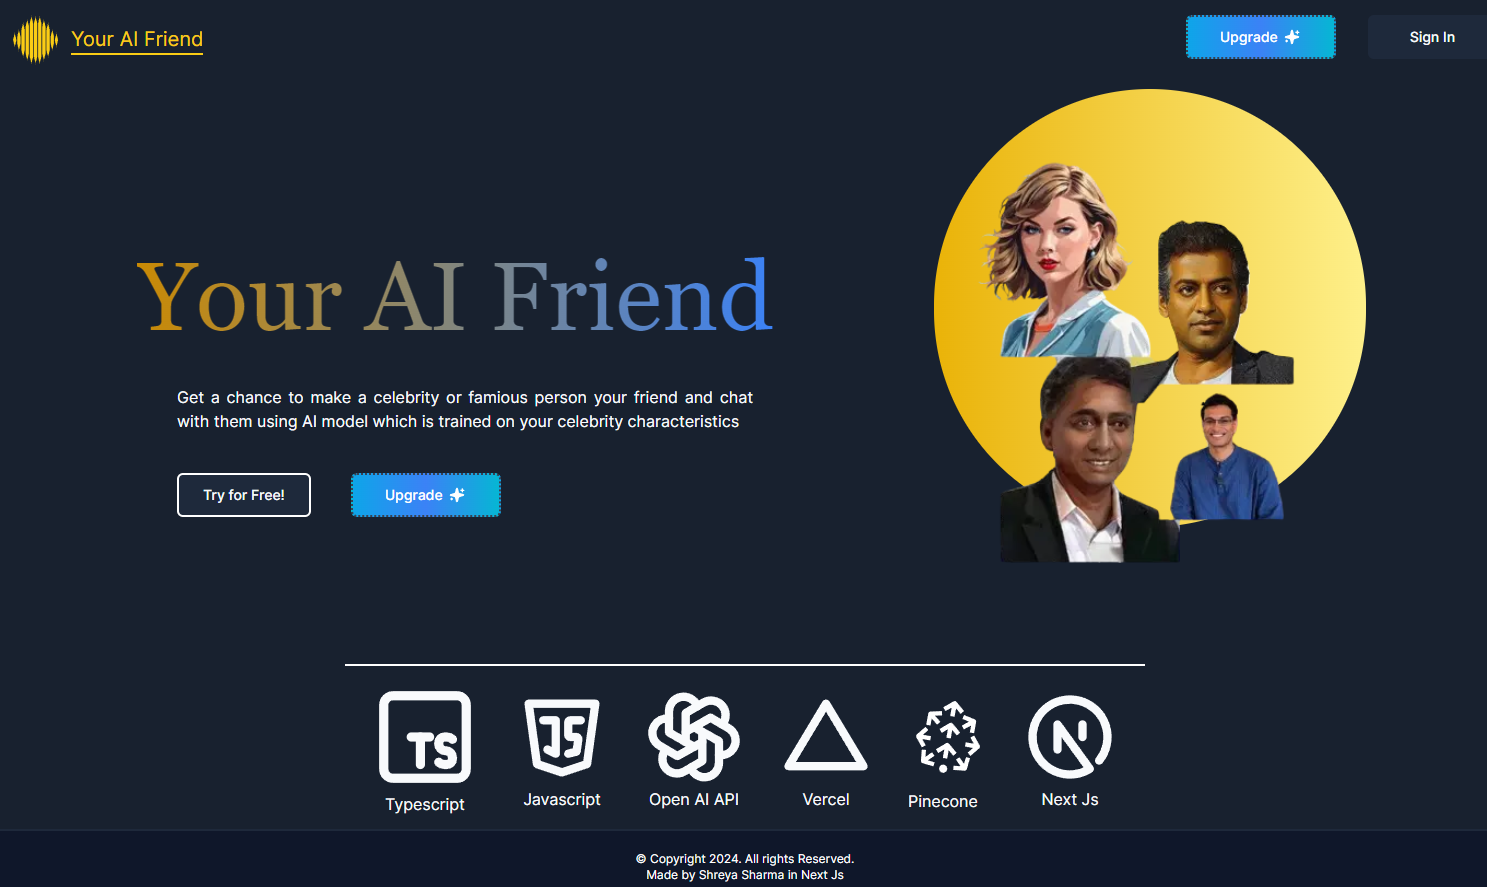 Your AI Friend
Upgrade
Sign In
Your AI Friend
Get a chance to make a celebrity or famious person your friend and chat
with them using AI model which is trained on your celebrity characteristics
Try for Free!
Upgrade
TS
JS
N
Typescript
Javascript
Open AI API
Vercel
Pinecone
Next Js
© Copyright 2024. All rights Reserved.
Made by Shreya Sharma in Next Js